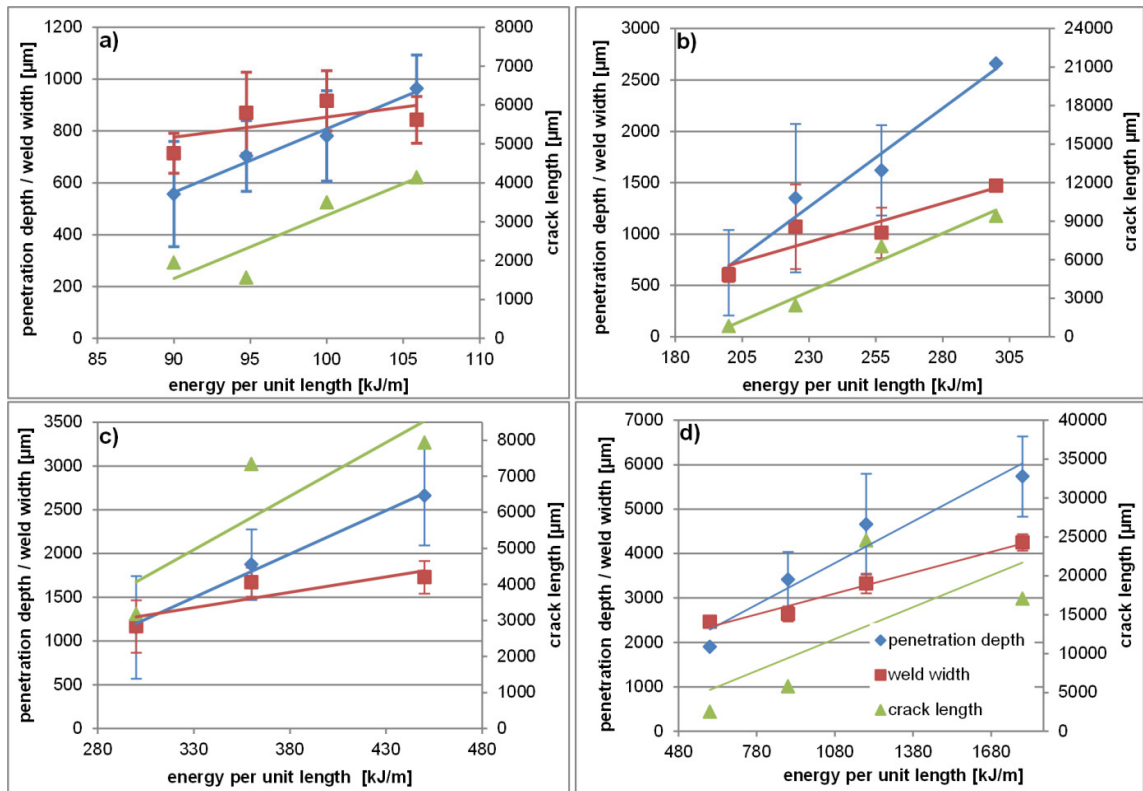 a)
penetration depth / weld width [µm]
1200
1000
800
600
400
200
0
8000
7000
6000
5000
4000
3000
2000
1000
0
crack length [µm]
85 90 95 100 105 110
energy per unit length [kJ/m]
b)
penetration depth / weld width [µm]
3000
2500
2000
1500
1000
500
0
24000
21000
18000
15000
12000
9000
6000
3000
0
crack length [µm]
180 205 230 255 280 305
energy per unit length [kJ/m]
c)
penetration depth / weld width [µm]
3500
3000
2500
2000
1500
1000
500
0
8000
7000
6000
5000
4000
3000
2000
1000
0
crack length [µm]
280 330 380 430 480
energy per unit length [kJ/m]
d)
penetration depth / weld width [µm]
7000
6000
5000
4000
3000
2000
1000
0
40000
35000
30000
25000
20000
15000
10000
5000
0
crack length [µm]
penetration depth
weld width
crack length
480 780 1080 1380 1680
energy per unit length [kJ/m]